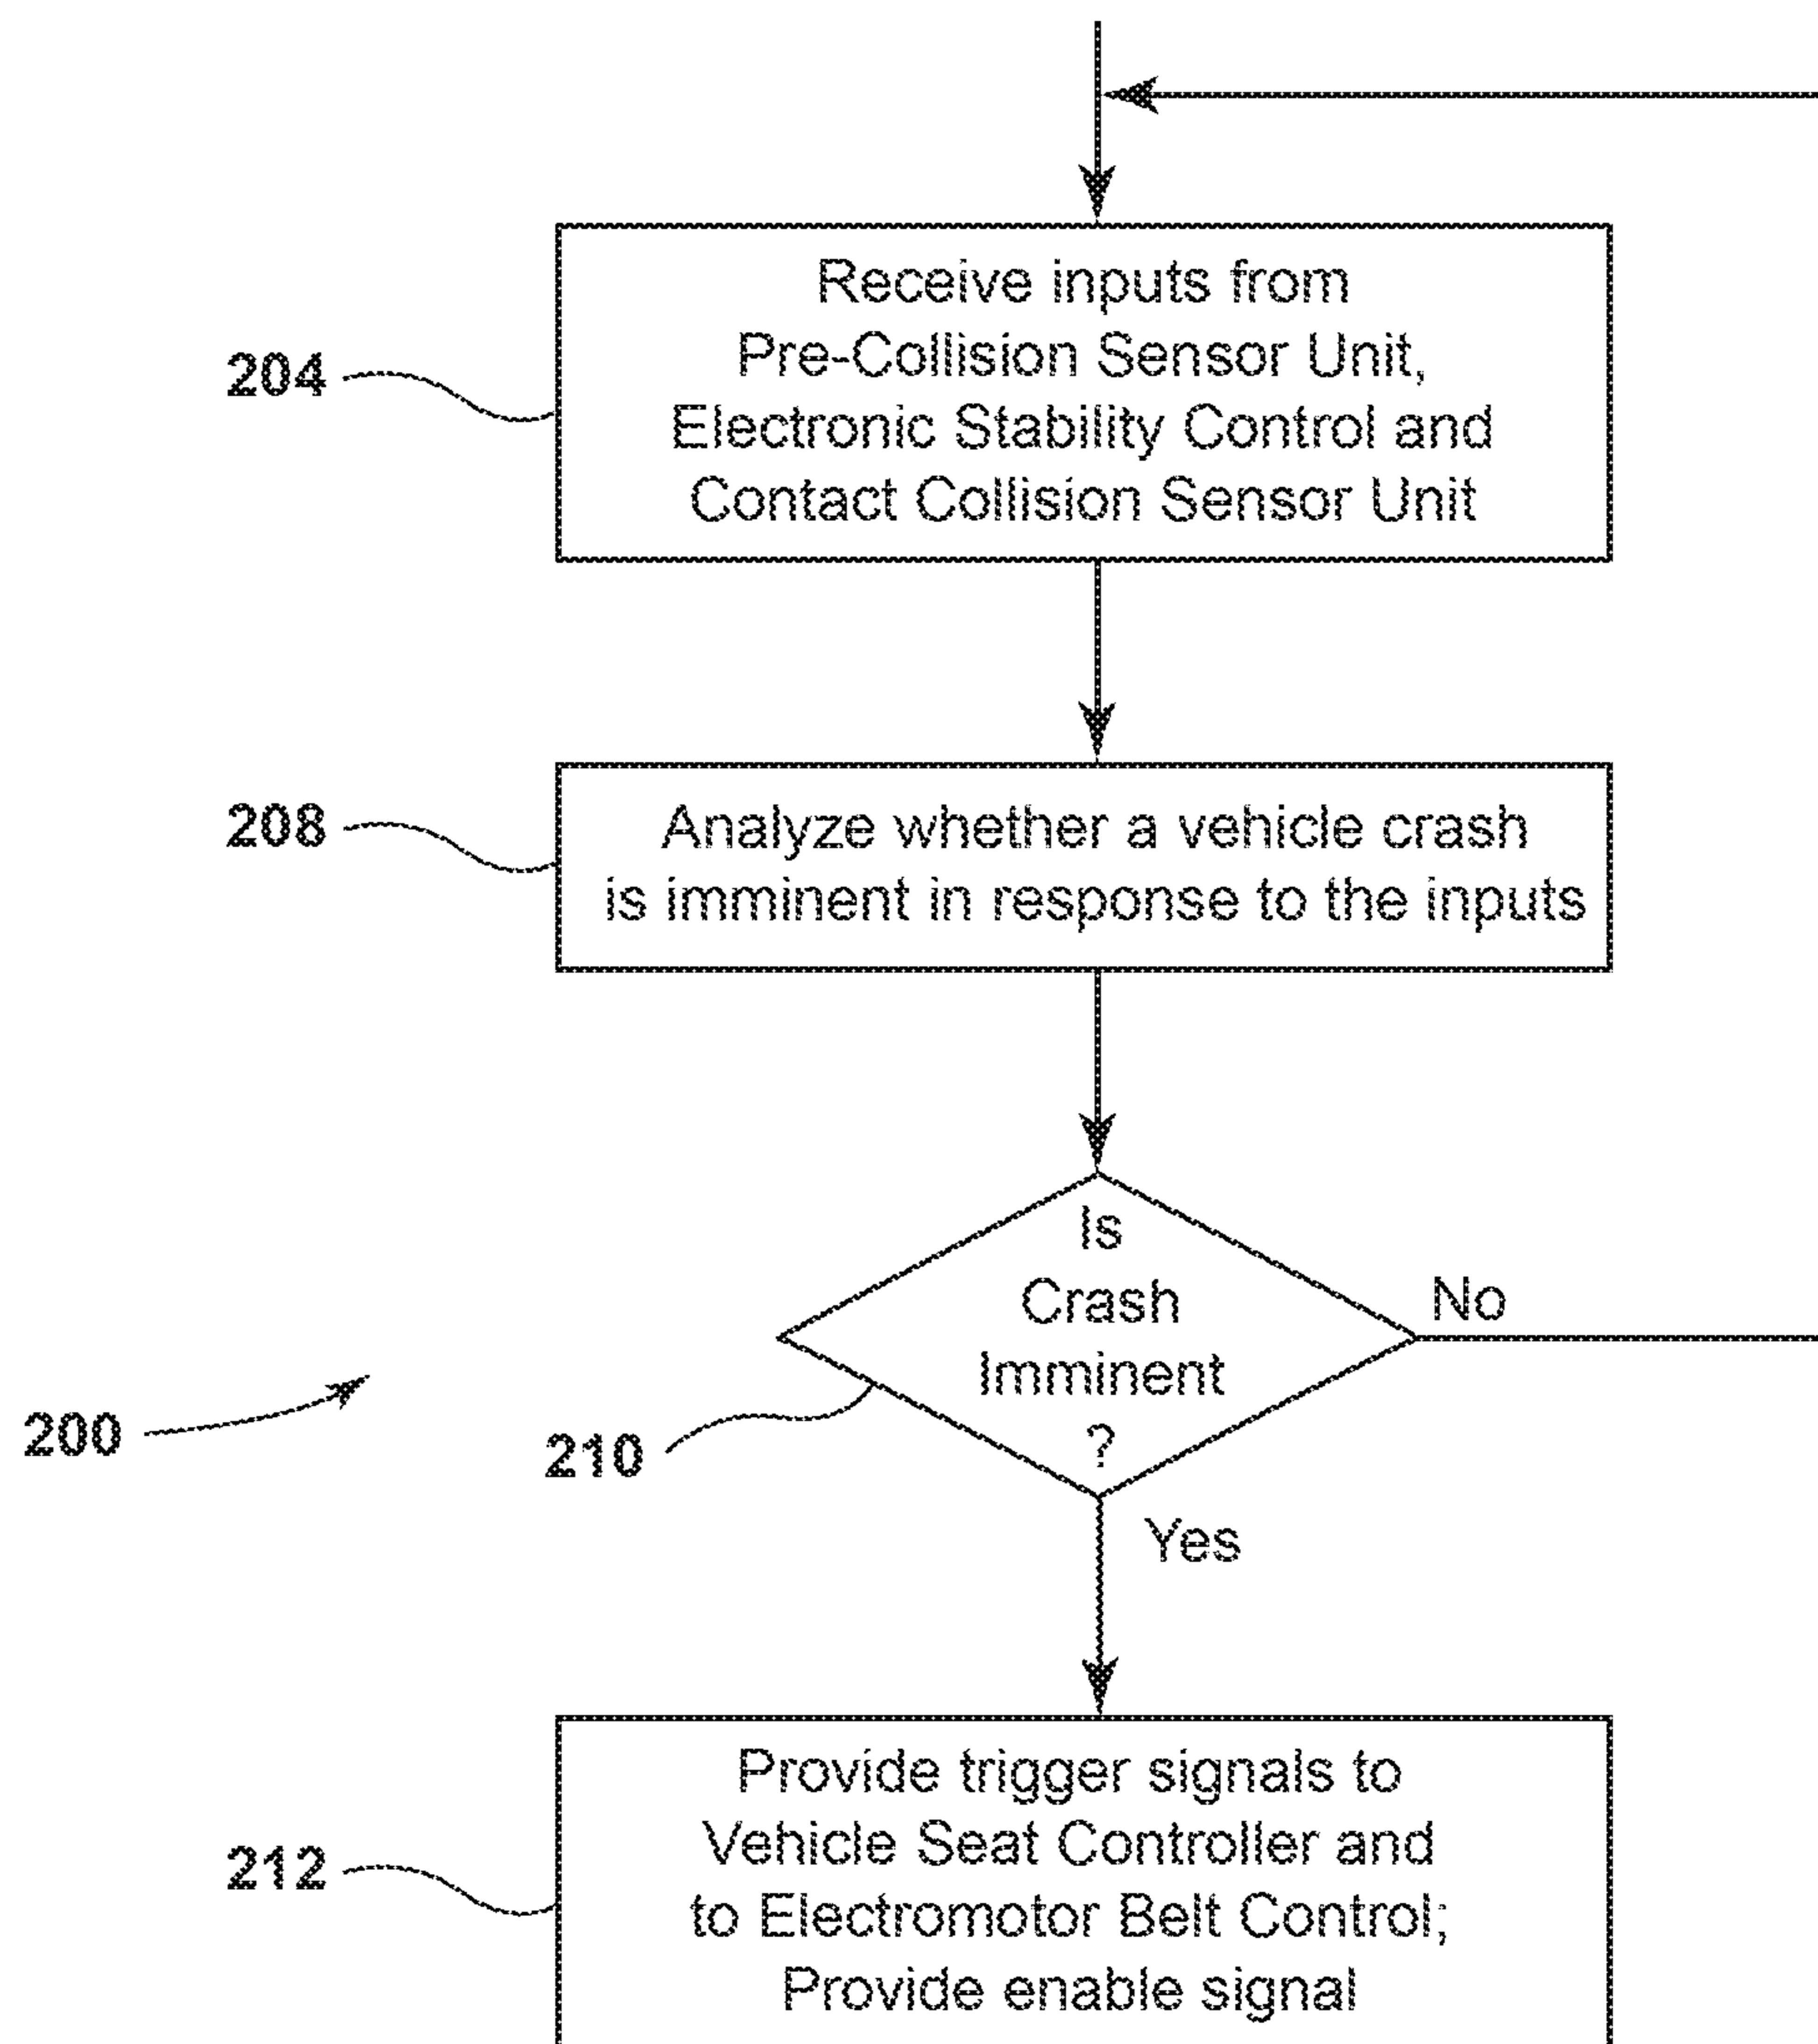 204
Receive inputs from
Pre-Collision Sensor Unit,
Electronic Stability Control and
Contact Collision Sensor Unit
208
Analyze whether a vehicle crash
is imminent in response to the inputs
Is
Crash
Imminent
?
No
200
210
Yes
212
Provide trigger signals to
Vehicle Seat Controller and
to Electromotor Belt Control;
Provide enable signal